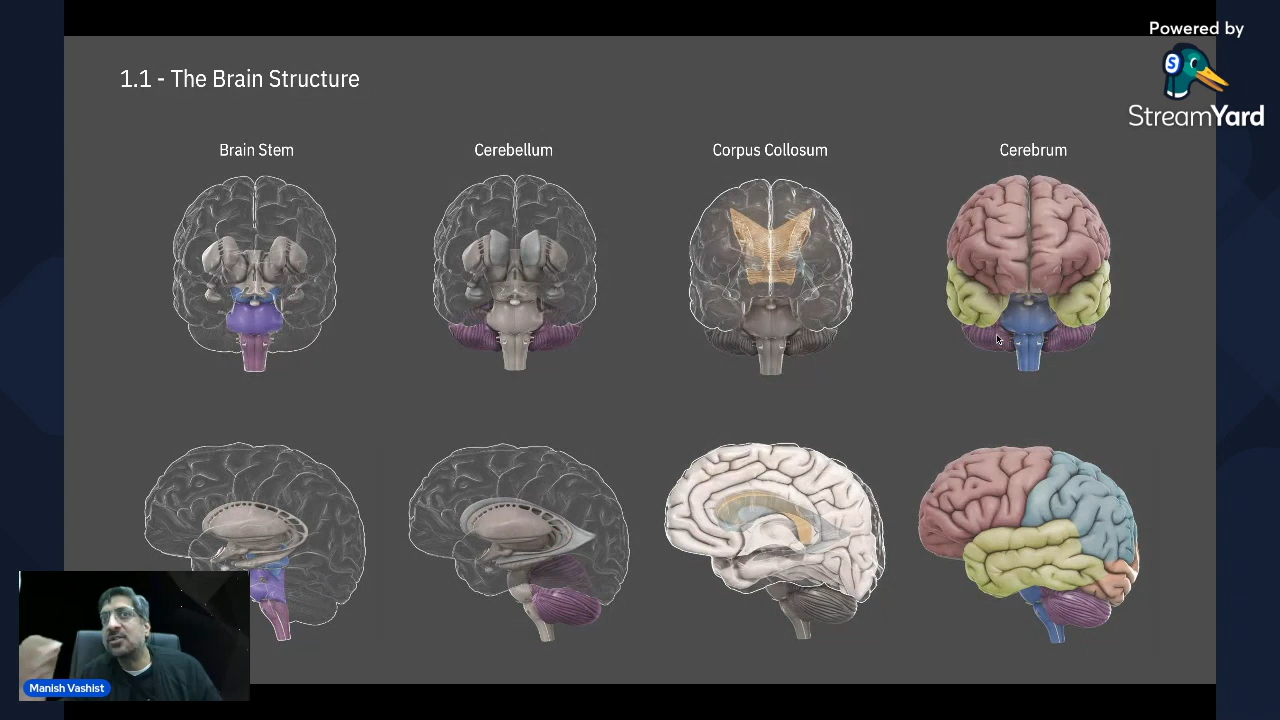 Powered by
S
StreamYard
1.1 - The Brain Structure
Brain Stem
Cerebellum
Corpus Collosum
Cerebrum
Manish Vashist